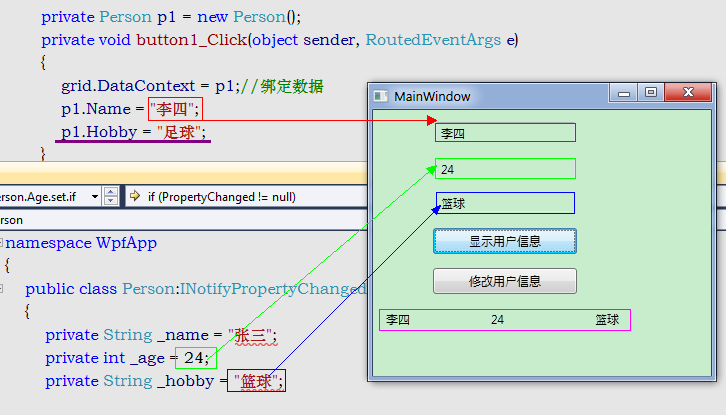 private Person p1 = new Person();
private void button1_Click(object sender, RoutedEventArgs e)
{
grid.DataContext = p1;//绑定数据
p1.Name = "李四";
p1.Hobby = "足球";
}
MainWindow
李四
24
篮球
显示用户信息
修改用户信息
李四 24 篮球
erson.Age.set.if
if (PropertyChanged != null)
erson
namespace WpfApp
{
public class Person:INotifyPropertyChanged
{
private String _name = "张三";
private int _age = 24;
private String _hobby = "篮球";